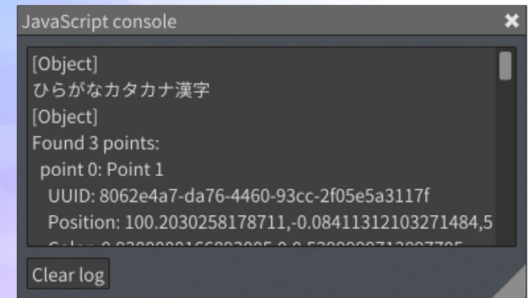 JavaScript console
[Object]
ひらがなカタカナ漢字
[Object]
Found 3 points:
point 0: Point 1
UUID: 8062e4a7-da76-4460-93cc-2f05e5a3117f
Position: 100.2030258178711,-0.08411312103271484,5
Clear log